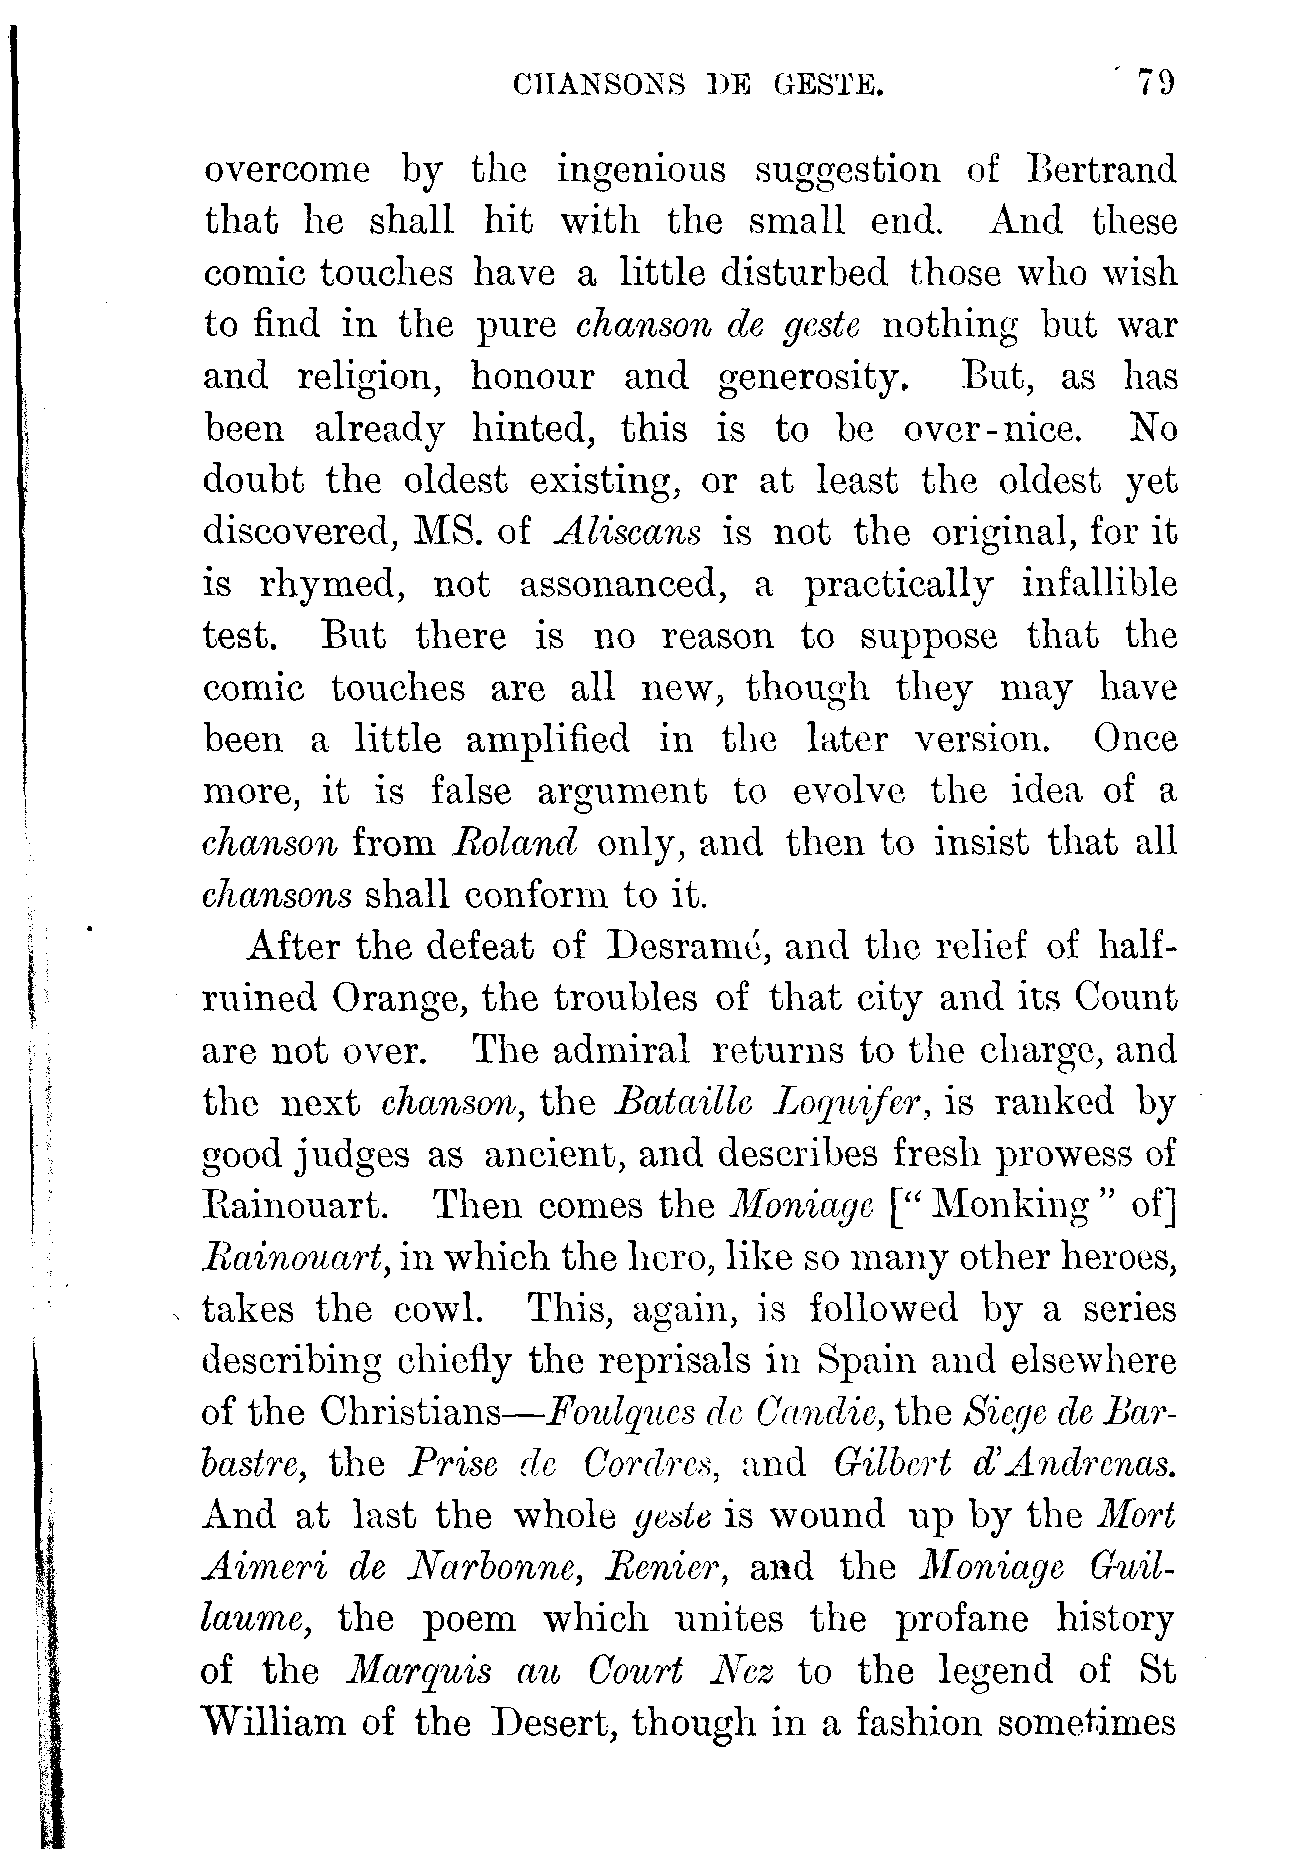 CHANSONS DE GESTE. 79
overcome by the ingenious suggestion of Bertrand
that he shall hit with the small end. And these
comic touches have a little disturbed those who wish
to find in the pure chanson de geste nothing but war
and religion, honour and generosity. But, as has
been already hinted, this is to be over-nice. No
doubt the oldest existing, or at least the oldest yet
discovered, MS. of Aliscans is not the original, for it
is rhymed, not assonanced, a practically infallible
test. But there is no reason to suppose that the
comic touches are all new, though they may have
been a little amplified in the later version. Once
more, it is false argument to evolve the idea of a
chanson from Roland only, and then to insist that all
chansons shall conform to it.
After the defeat of Desramé, and the relief of half-
ruined Orange, the troubles of that city and its Count
are not over. The admiral returns to the charge, and
the next chanson, the Bataille Loquifer, is ranked by
good judges as ancient, and describes fresh prowess of
Rainouart. Then comes the Moniage [“Monking” of]
Rainouart, in which the hero, like so many other heroes,
takes the cowl. This, again, is followed by a series
describing chiefly the reprisals in Spain and elsewhere
of the Christians—Foulques de Candie, the Siege de Bar-
bastre, the Prise de Cordres, and Gilbert d'Andrenas.
And at last the whole geste is wound up by the Mort
Aimeri de Narbonne, Renier, and the Moniage Guil-
laume, the poem which unites the profane history
of the Marquis au Court Nez to the legend of St
William of the Desert, though in a fashion sometimes